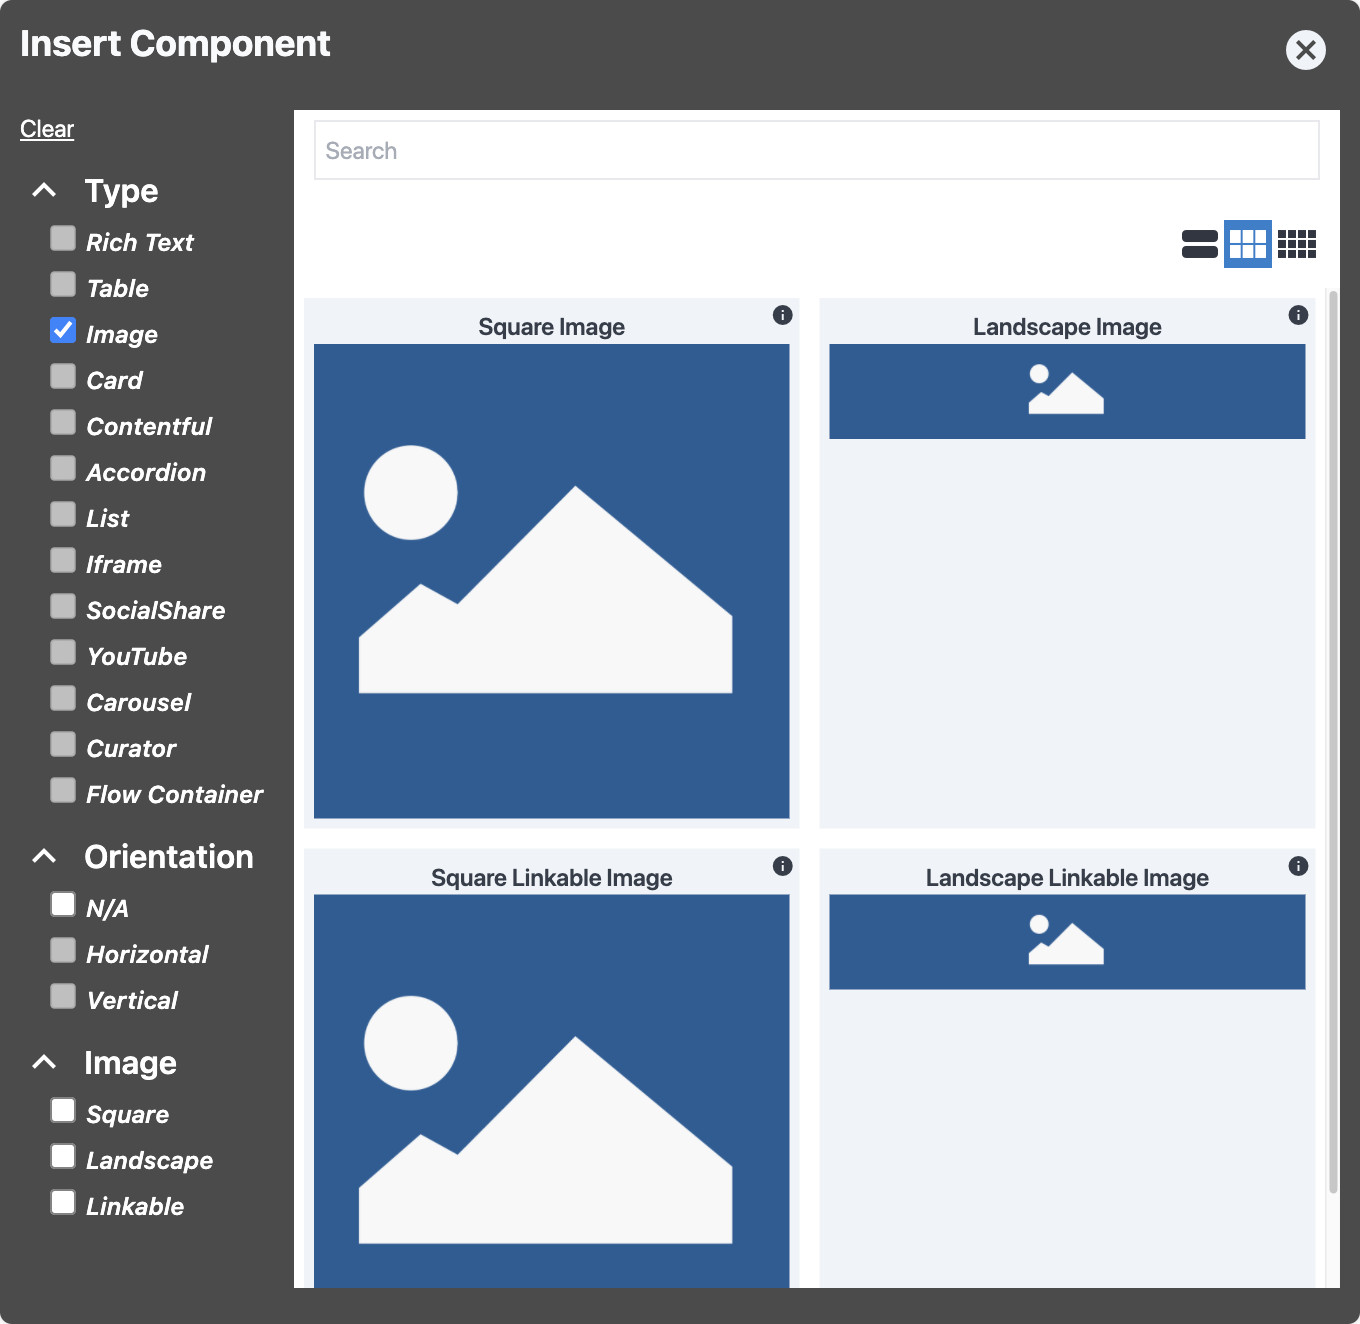 Insert Component
Clear
Type
Rich Text
Table
Image
Card
Contentful
Accordion
List
Iframe
SocialShare
YouTube
Carousel
Curator
Flow Container
Orientation
N/A
Horizontal
Vertical
Image
Square
Landscape
Linkable
Search
Square Image
Landscape Image
Square Linkable Image
Landscape Linkable Image